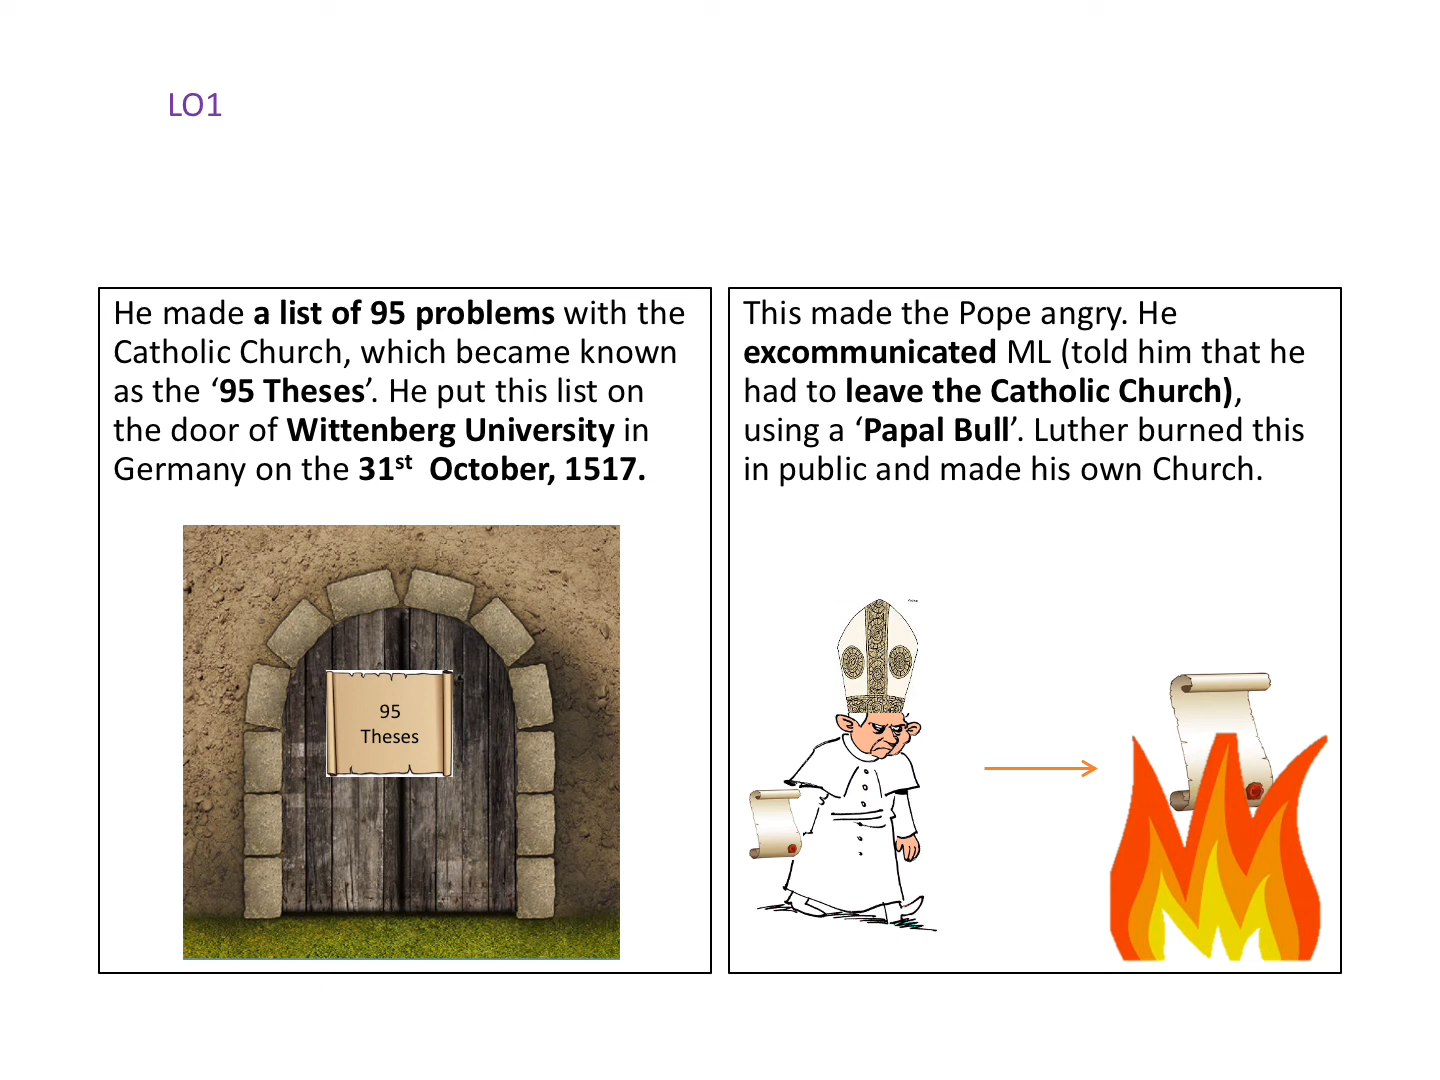 LO1
He made a list of 95 problems with the
Catholic Church, which became known
as the ‘95 Theses’. He put this list on
the door of Wittenberg University in
Germany on the 31st October, 1517.
95
Theses
This made the Pope angry. He
excommunicated ML (told him that he
had to leave the Catholic Church),
using a ‘Papal Bull’. Luther burned this
in public and made his own Church.